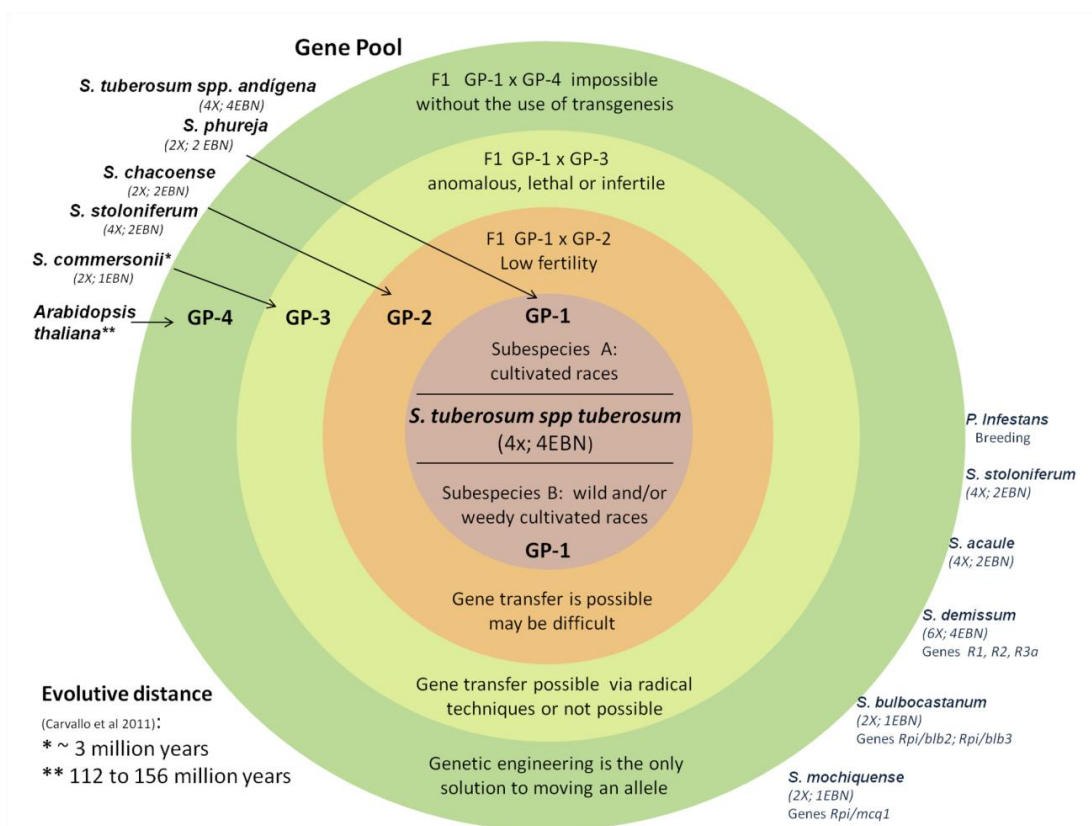 Gene Pool
S. tuberosum spp. andígena
(4X; 4EBN)
S. phureja
(2X; 2 EBN)
S. chacoense
(2X; 2EBN)
S. stoloniferum
(4X; 2EBN)
S. commersonii*
(2X; 1EBN)
Arabidopsis
thaliana**
F1 GP-1 x GP-4 impossible
without the use of transgenesis
F1 GP-1 x GP-3
anomalous, lethal or infertile
F1 GP-1 x GP-2
Low fertility
GP-4 GP-3 GP-2 GP-1
Subespecies A:
cultivated races
S. tuberosum spp tuberosum
(4x; 4EBN)
Subespecies B: wild and/or
weedy cultivated races
GP-1
Gene transfer is possible
may be difficult
Gene transfer possible via radical
techniques or not possible
Genetic engineering is the only
solution to moving an allele
Evolutive distance
(Carvallo et al 2011):
* ~ 3 million years
** 112 to 156 million years
P. Infestans
Breeding
S. stoloniferum
(4X; 2EBN)
S. acaule
(4X; 2EBN)
S. demissum
(6X; 4EBN)
Genes R1, R2, R3a
S. bulbocastanum
(2X; 1EBN)
Genes Rpi/blb2; Rpi/blb3
S. mochiquense
(2X; 1EBN)
Genes Rpi/mcq1